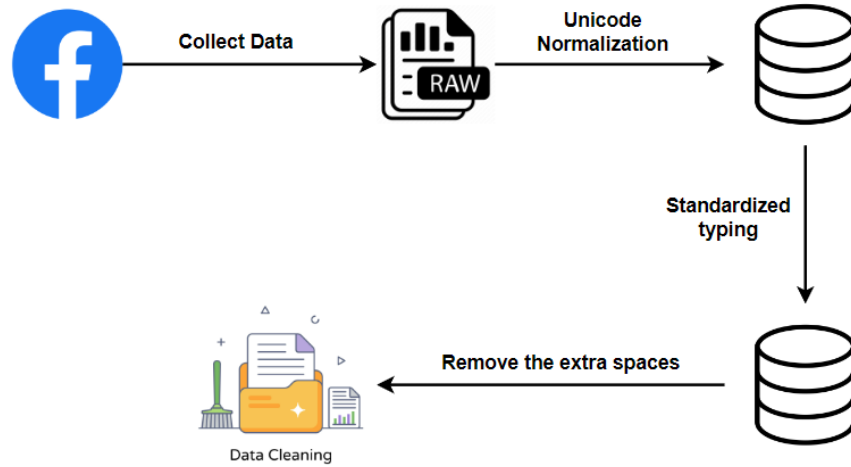 Collect Data
RAW
Unicode
Normalization
Standardized
typing
Remove the extra spaces
Data Cleaning